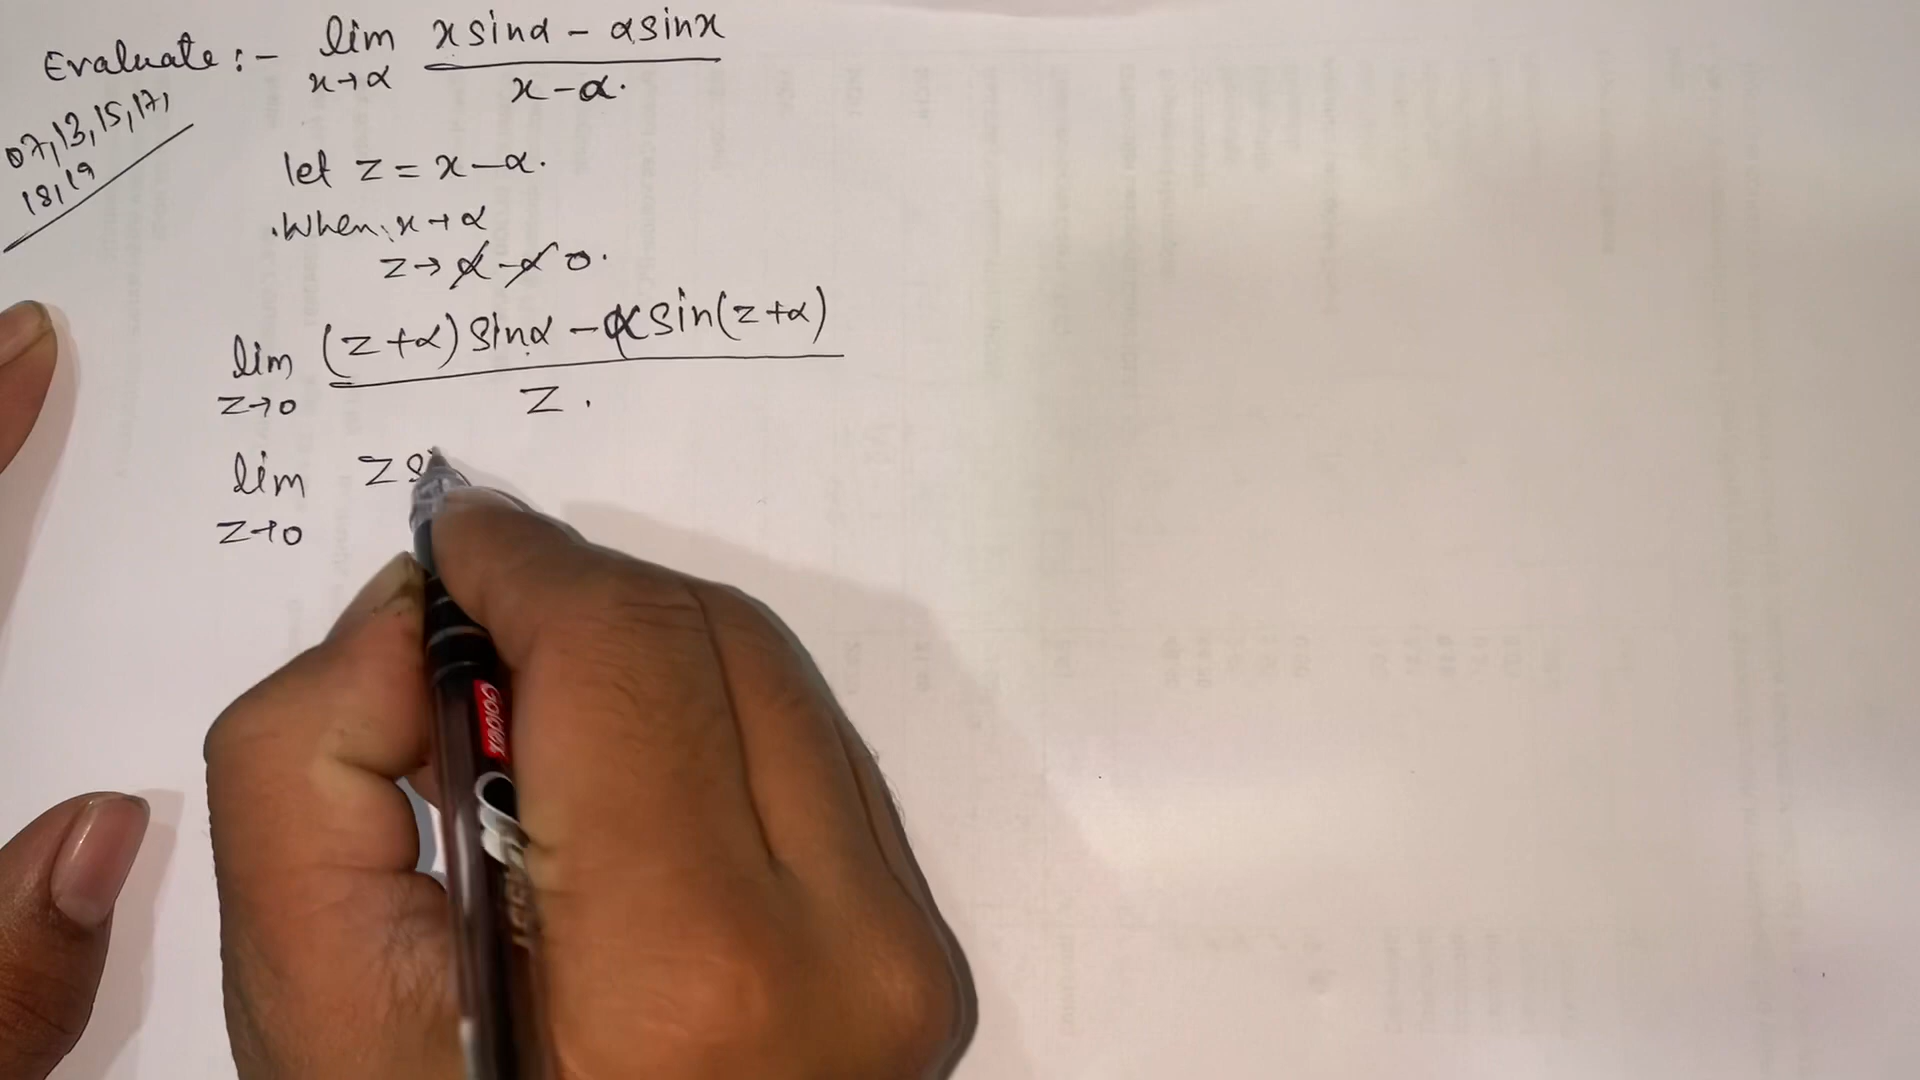 Evaluate :- lim x sinα - α sinx
x→α x-α.
07, 13, 15, 17,
18, 19
let z = x-α.
When x→α
z→α-α 0.
lim (z+α) sinα - α sin(z+α)
z→0 z.
lim z s
z→0
Goldex